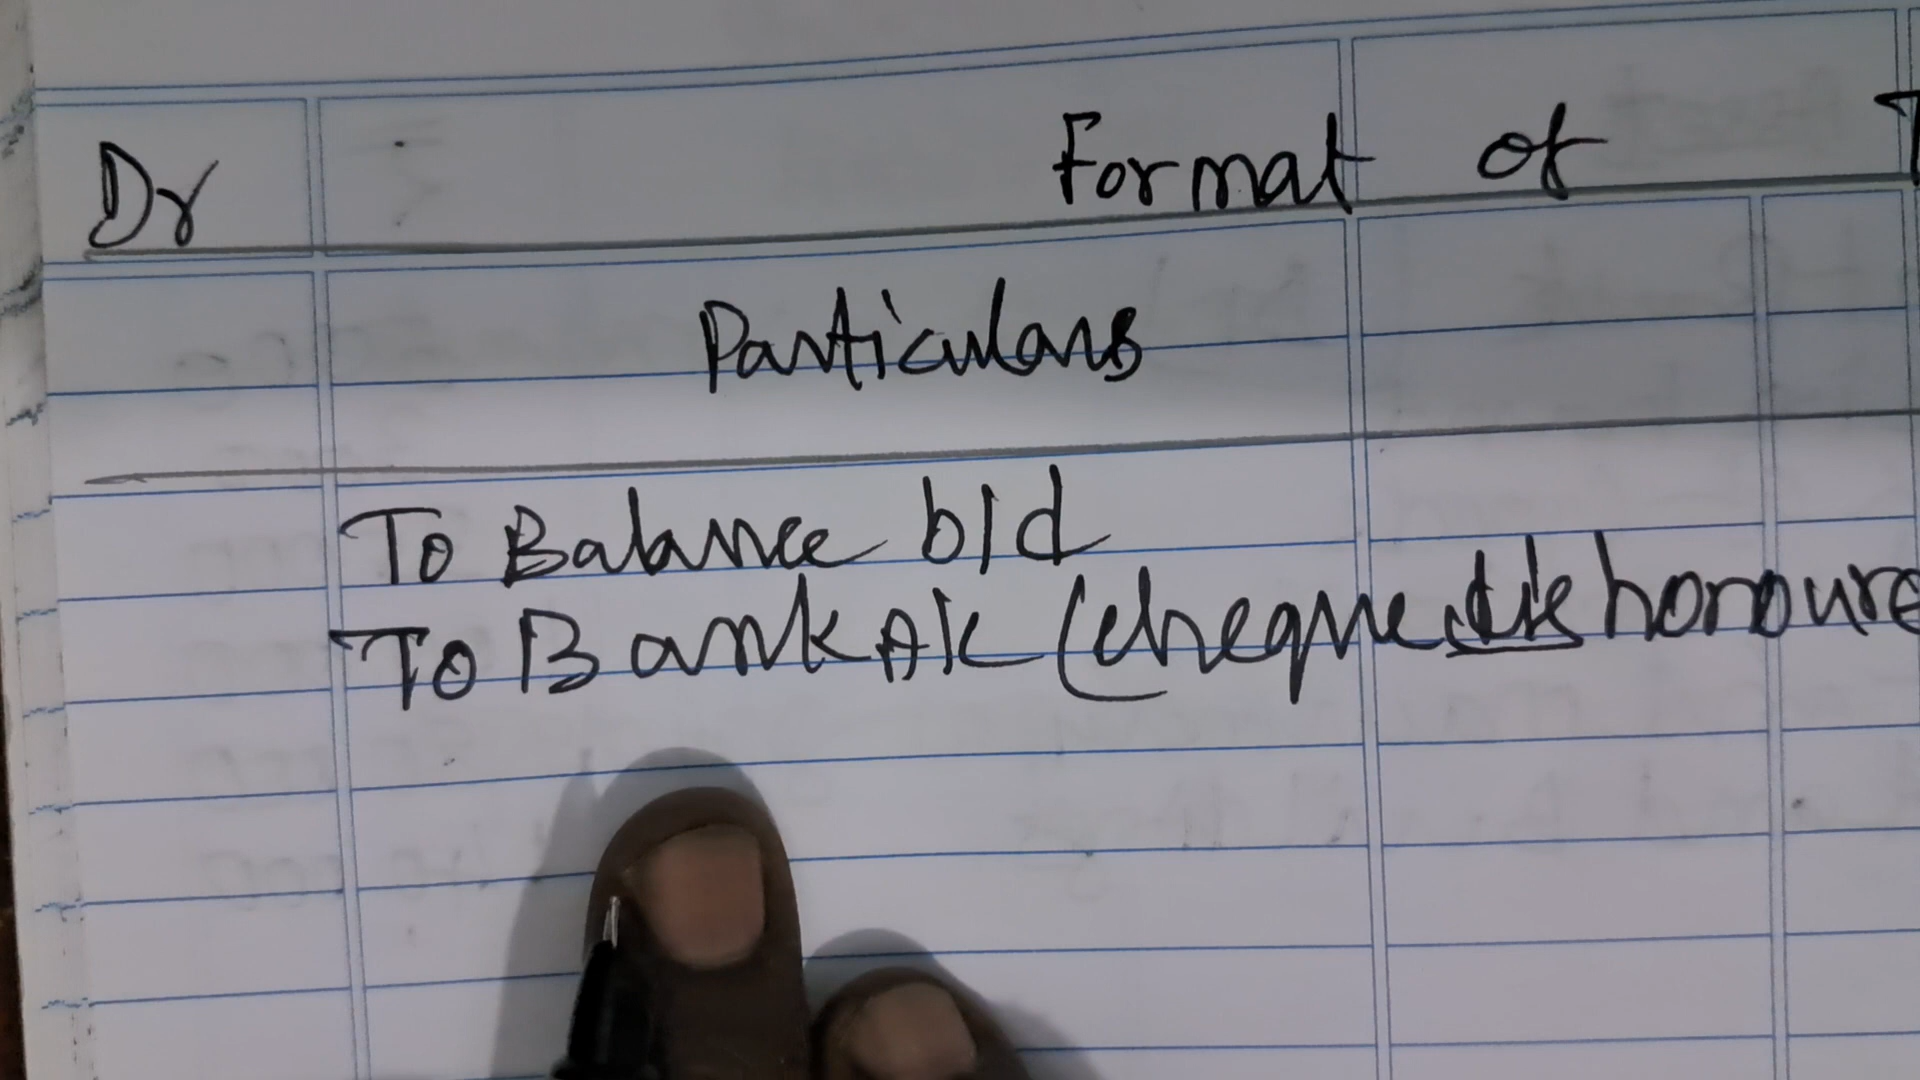 Dr Format of T
Particulars
To Balance b/d
To Bank A/c (cheque dishonoure